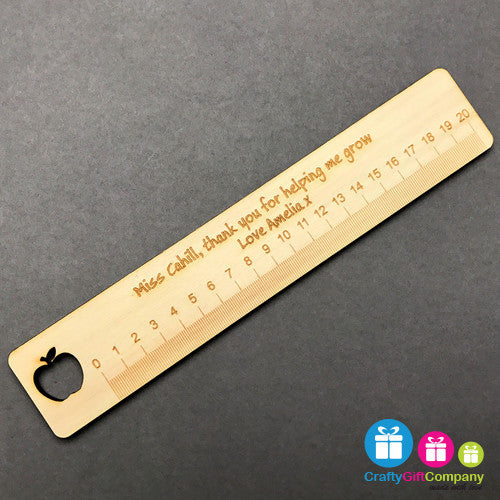 Miss Cahill, thank you for helping me grow
Love Amelia x
0 1 2 3 4 5 6 7 8 9 10 11 12 13 14 15 16 17 18 19 20
CraftyGiftCompany